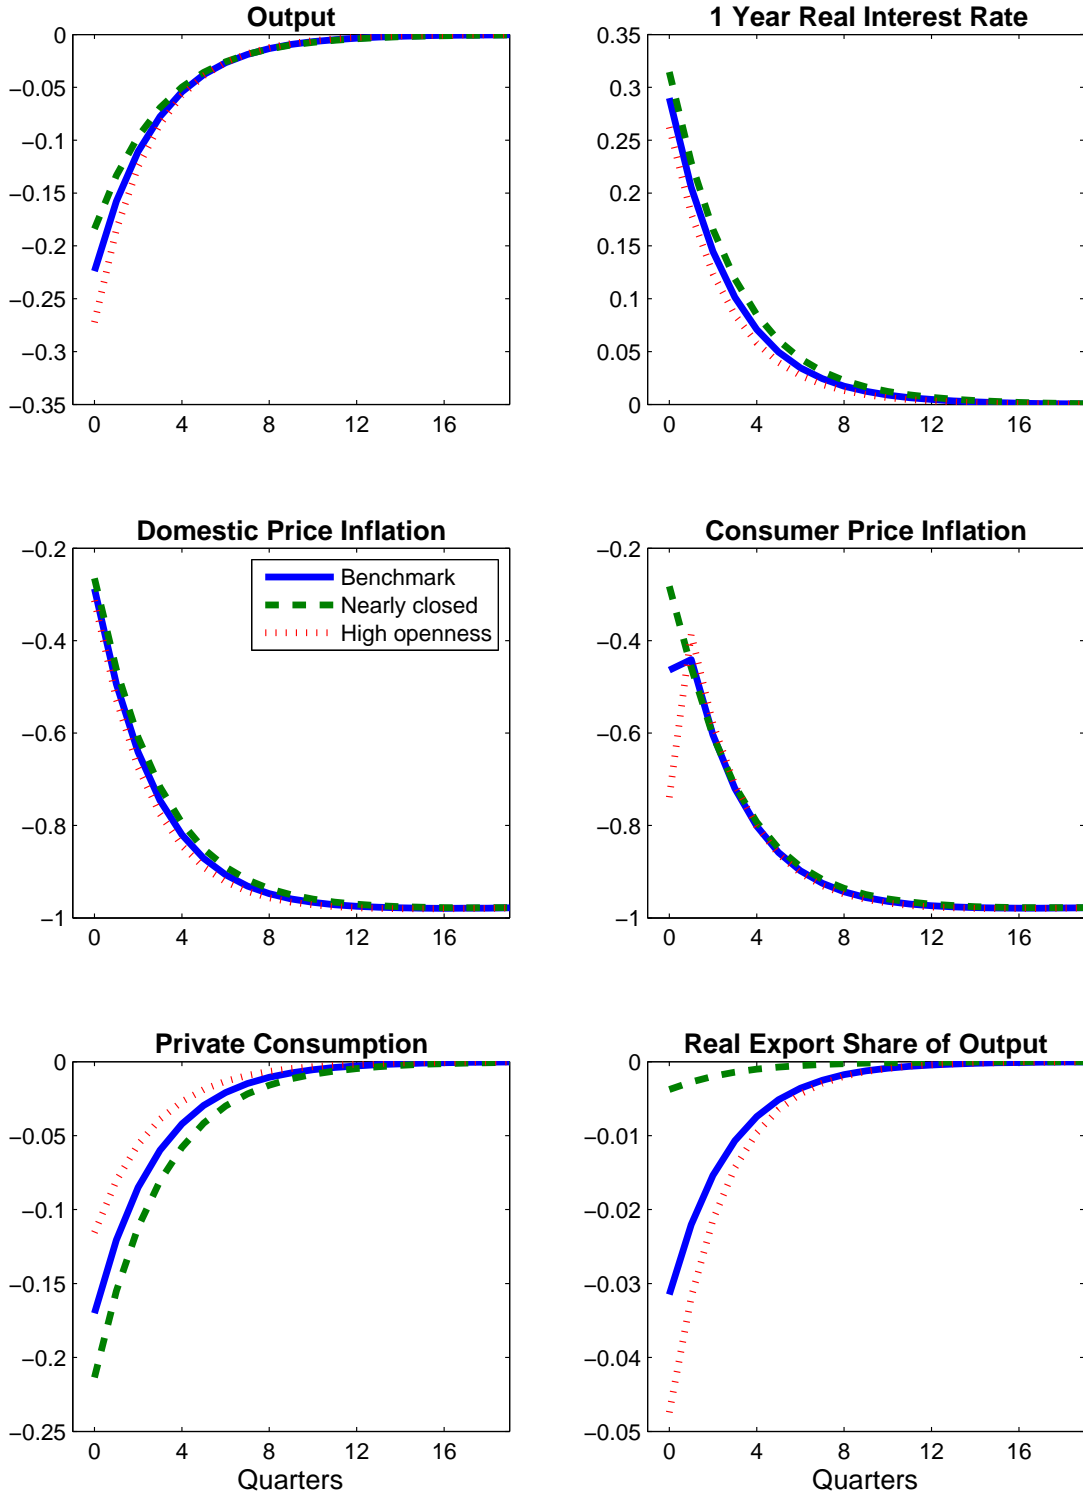 Output
0
−0.05
−0.1
−0.15
−0.2
−0.25
−0.3
−0.35
0 4 8 12 16
1 Year Real Interest Rate
0.35
0.3
0.25
0.2
0.15
0.1
0.05
0
0 4 8 12 16
Domestic Price Inflation
−0.2
−0.4
−0.6
−0.8
−1
Benchmark
Nearly closed
High openness
0 4 8 12 16
Consumer Price Inflation
−0.2
−0.4
−0.6
−0.8
−1
0 4 8 12 16
Private Consumption
0
−0.05
−0.1
−0.15
−0.2
−0.25
0 4 8 12 16
Quarters
Real Export Share of Output
0
−0.01
−0.02
−0.03
−0.04
−0.05
0 4 8 12 16
Quarters